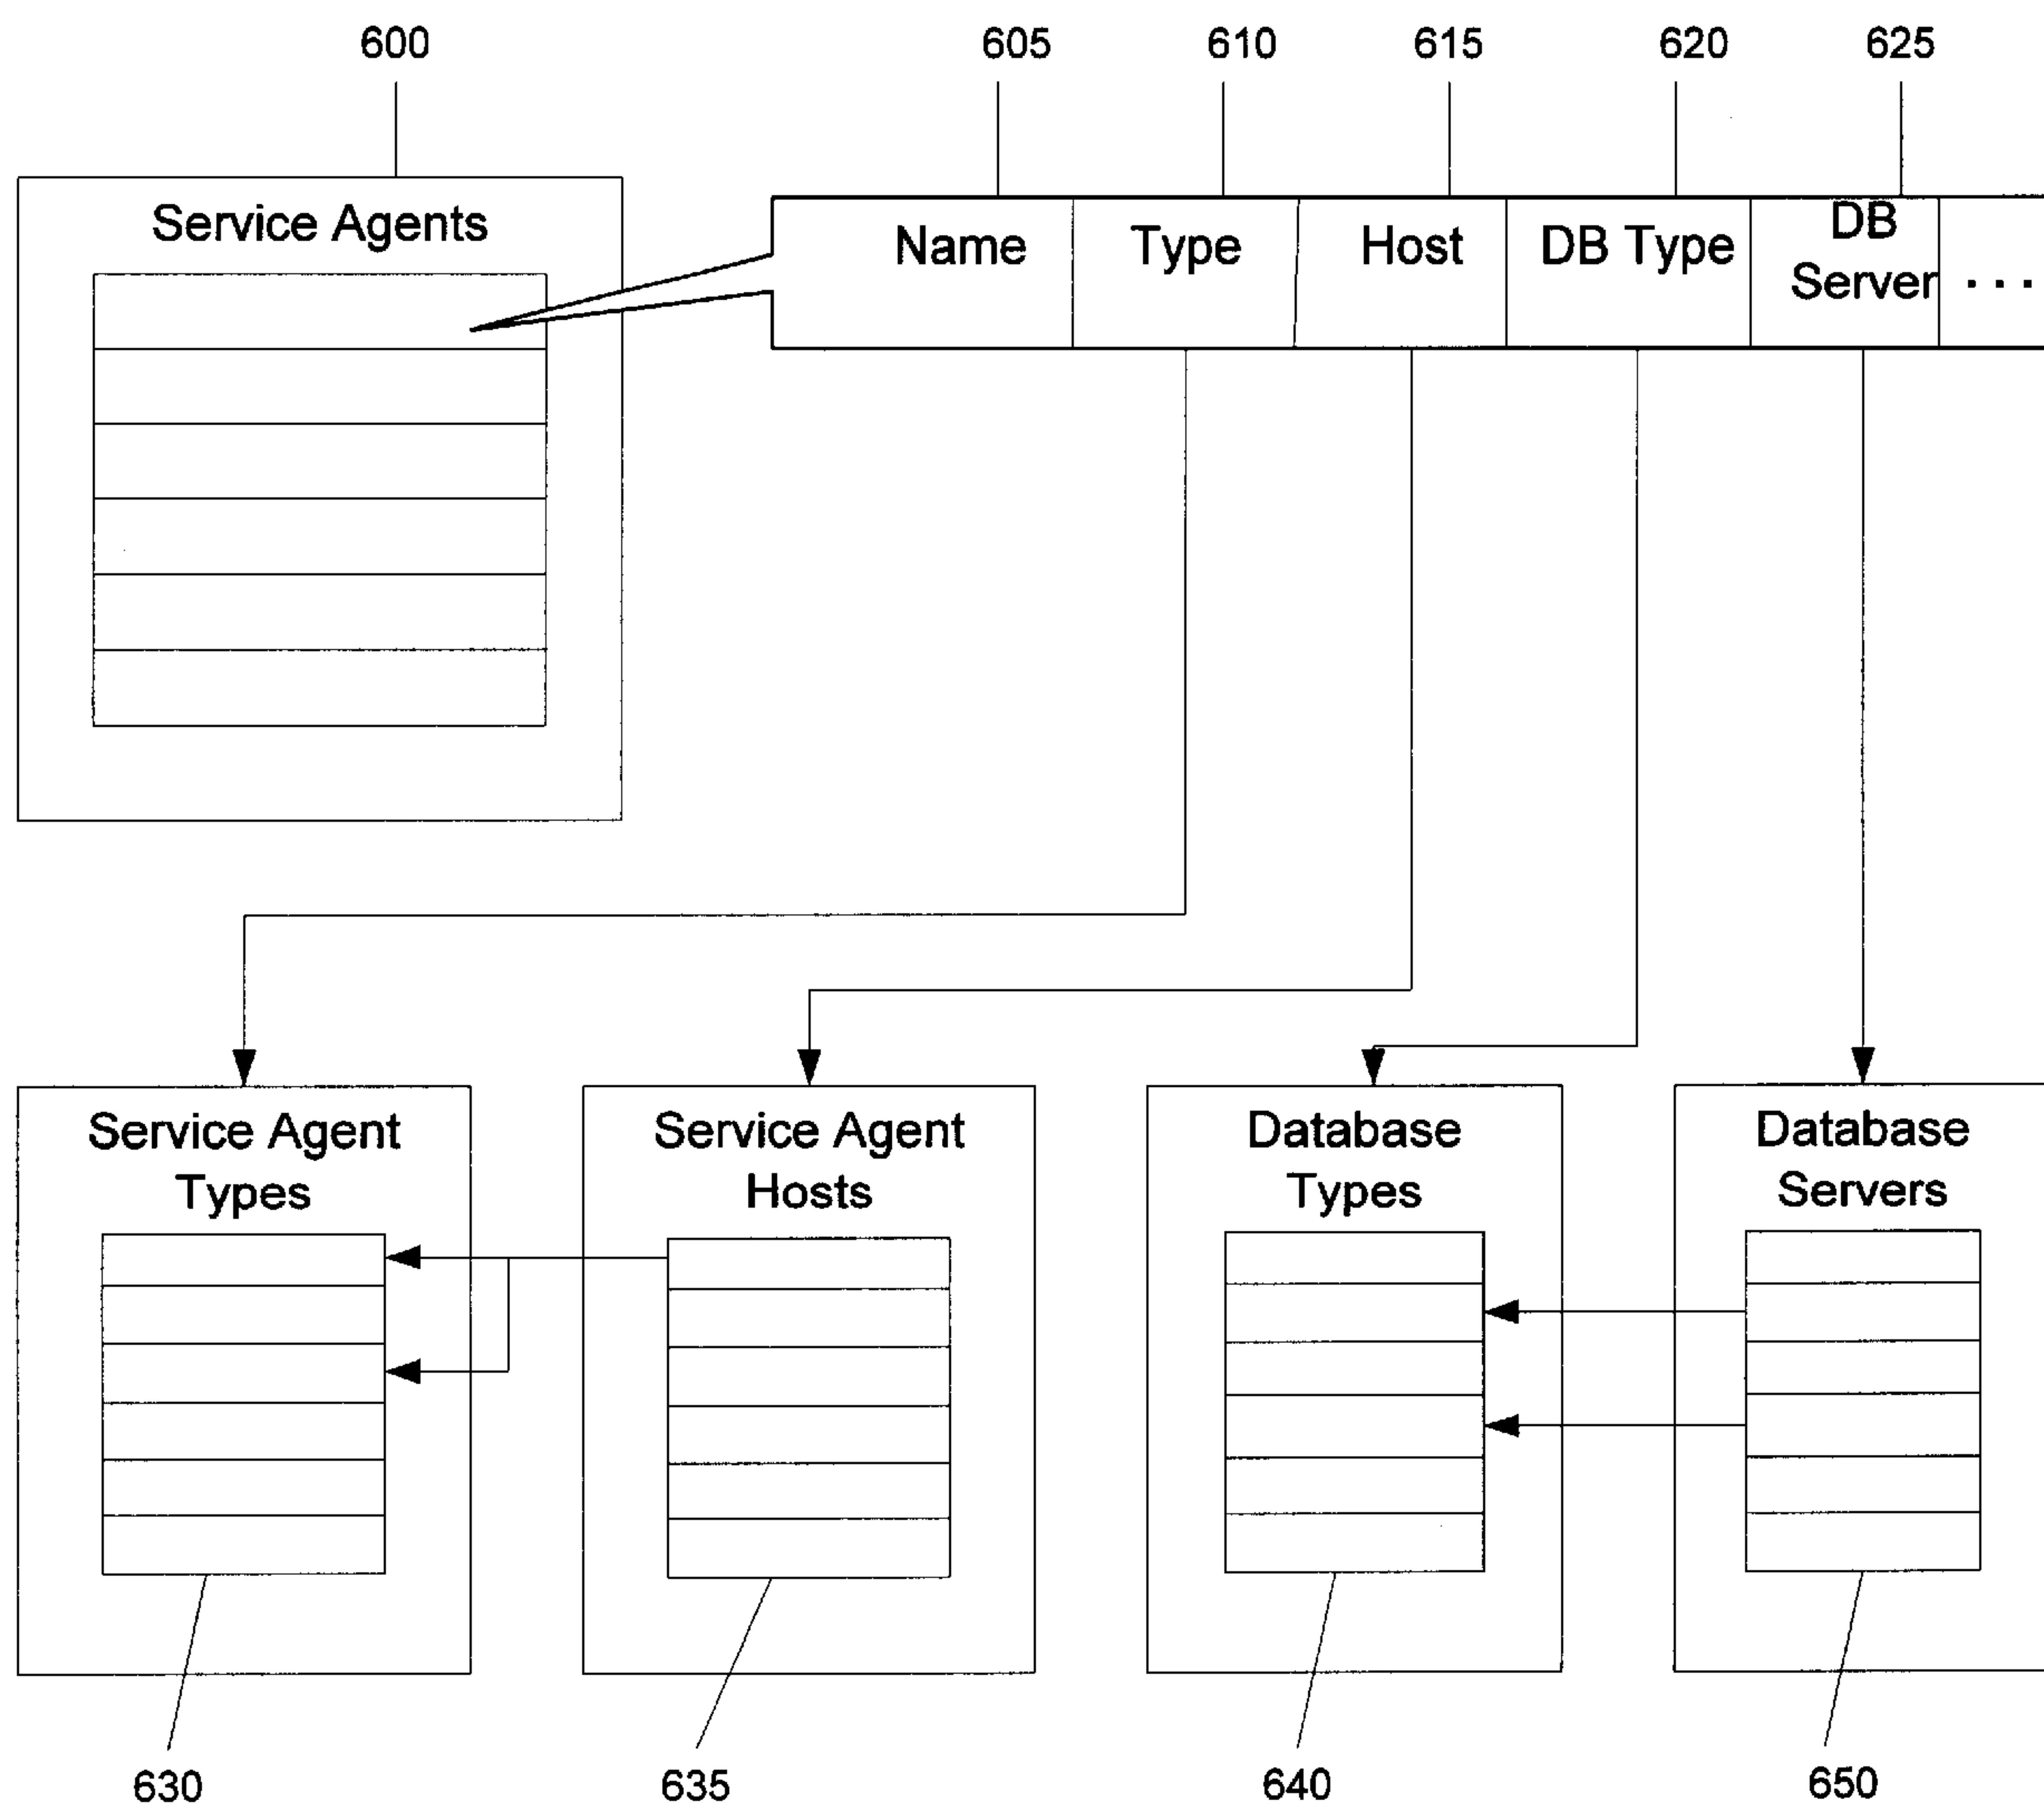 600 605 610 615 620 625
Service Agents
Name Type Host DB Type DB
Server ...
Service Agent
Types
Service Agent
Hosts
Database
Types
Database
Servers
630 635 640 650